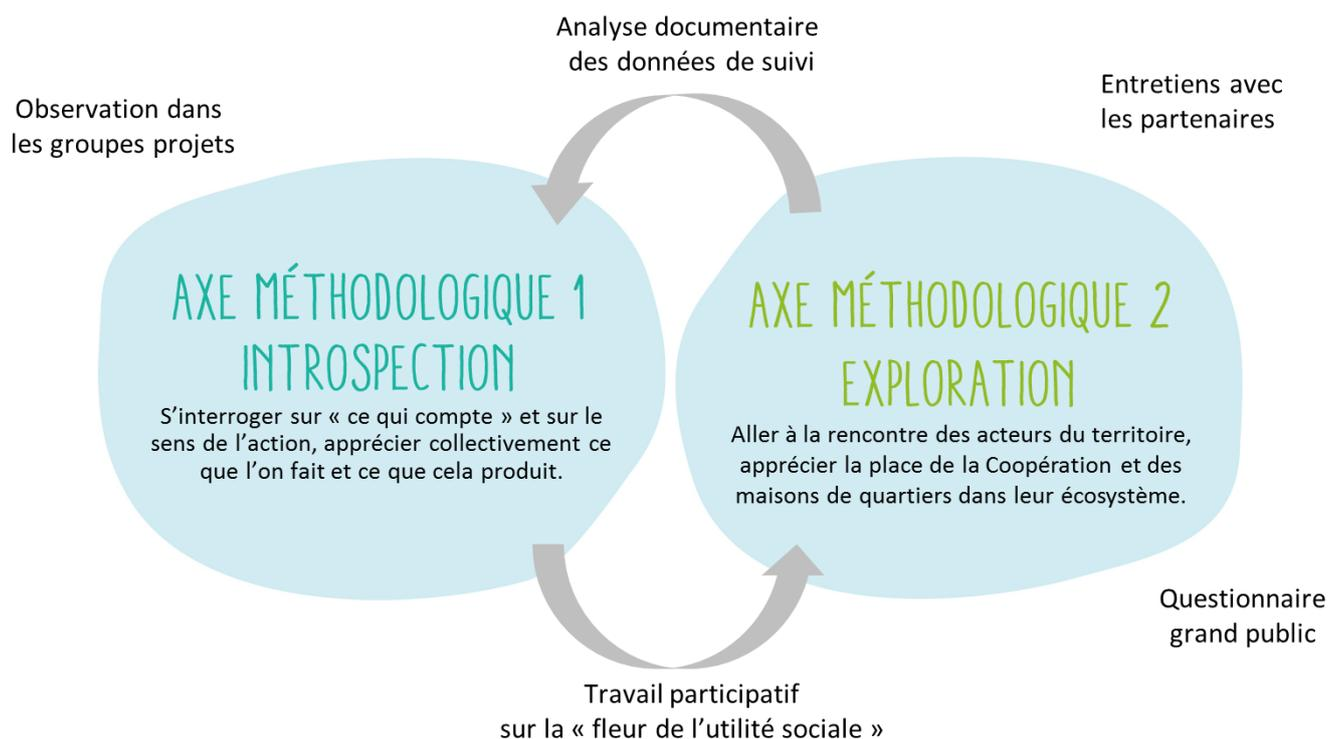 Analyse documentaire
des données de suivi
Observation dans
les groupes projets
Entretiens avec
les partenaires
AXE MÉTHODOLOGIQUE 1
INTROSPECTION
S’interroger sur « ce qui compte » et sur le
sens de l’action, apprécier collectivement ce
que l’on fait et ce que cela produit.
AXE MÉTHODOLOGIQUE 2
EXPLORATION
Aller à la rencontre des acteurs du territoire,
apprécier la place de la Coopération et des
maisons de quartiers dans leur écosystème.
Questionnaire
grand public
Travail participatif
sur la « fleur de l’utilité sociale »